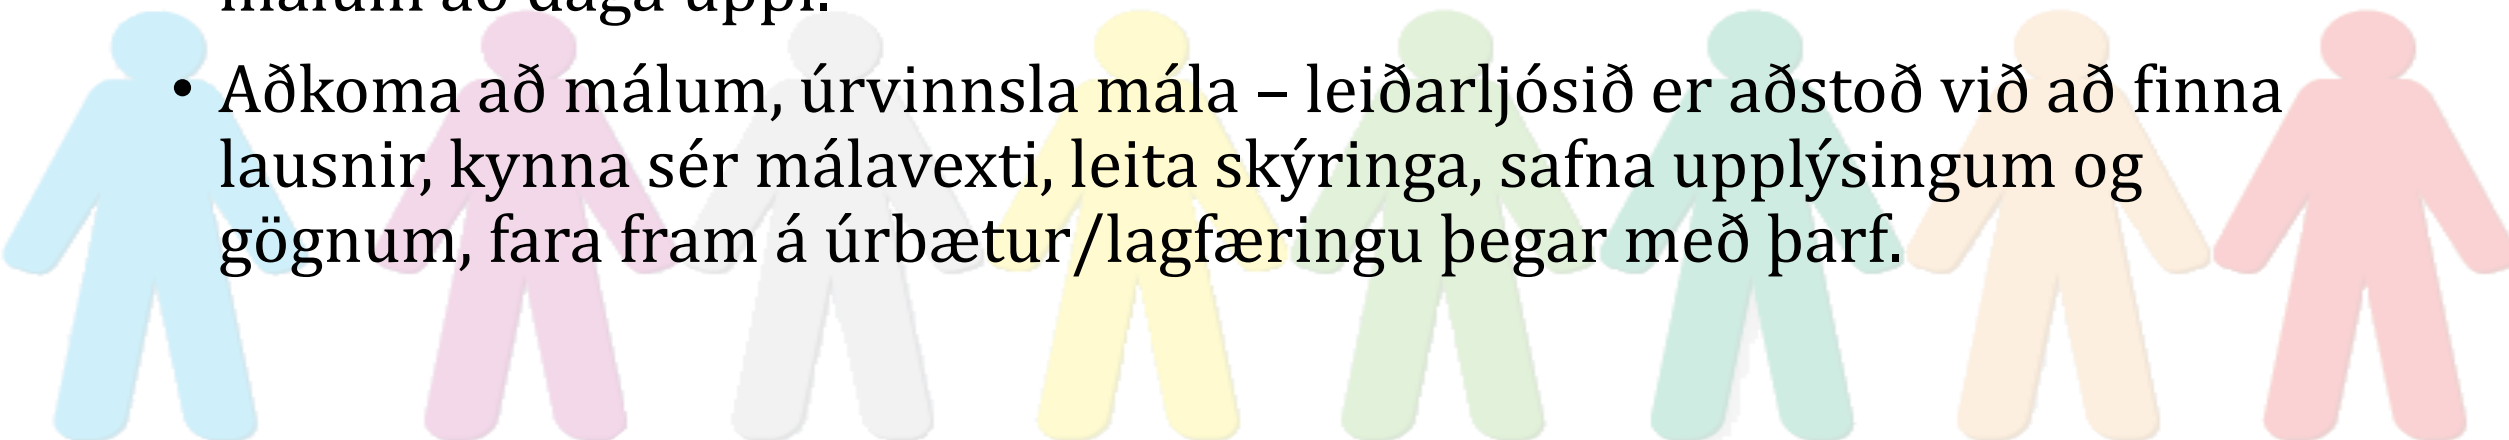 • Aðkoma að málum, úrvinnsla mála – leiðarljósið er aðstoð við að finna
lausnir, kynna sér málavexti, leita skýringa, safna upplýsingum og
gögnum, fara fram á úrbætur/lagfæringu þegar með þarf.